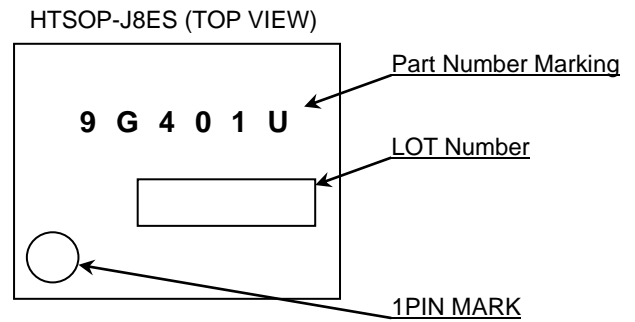 HTSOP-J8ES (TOP VIEW)
Part Number Marking
9 G 4 0 1 U
LOT Number
1PIN MARK